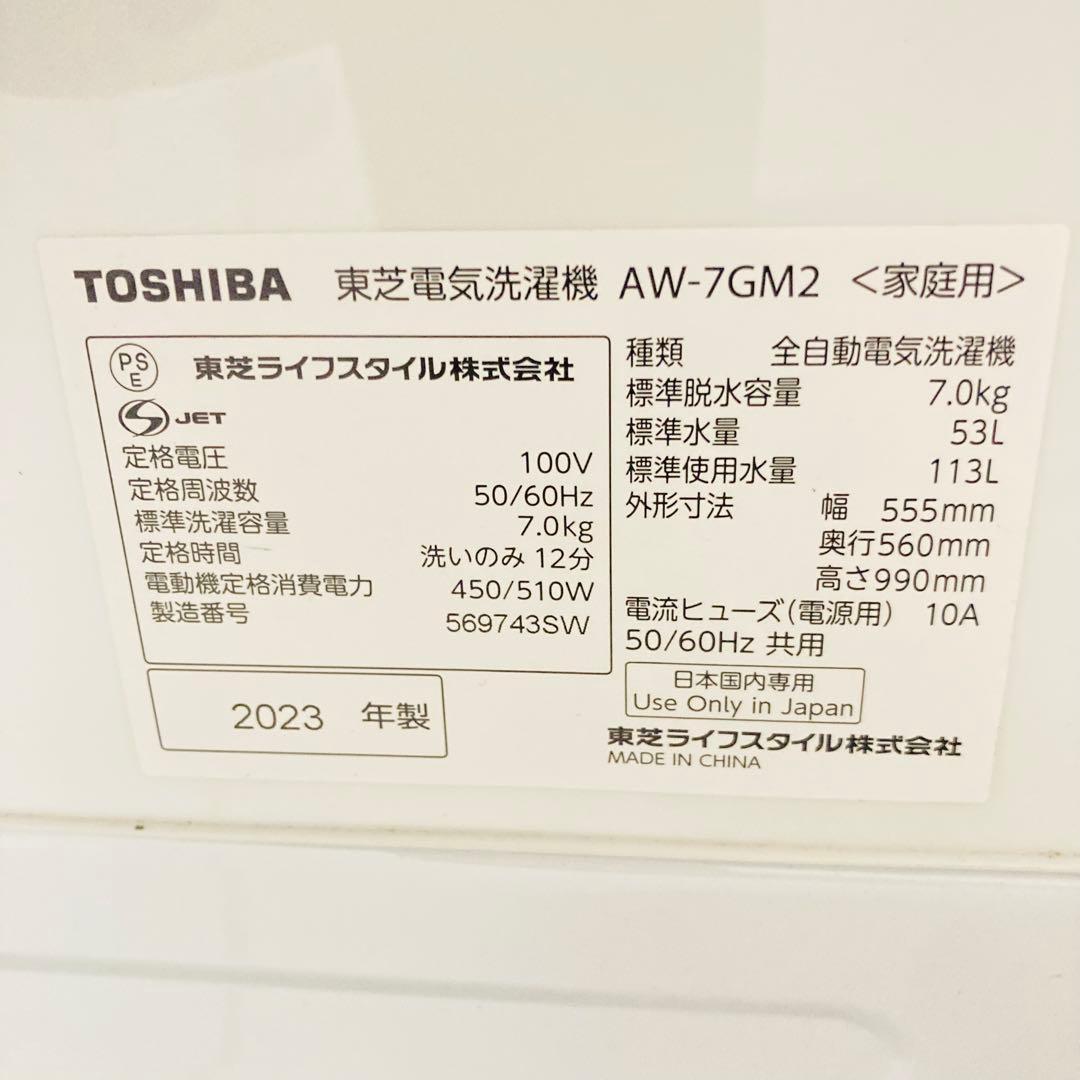 TOSHIBA 東芝電気洗濯機 AW-7GM2 <家庭用>
PSE 東芝ライフスタイル株式会社
S JET
定格電圧 100V
定格周波数 50/60Hz
標準洗濯容量 7.0kg
定格時間 洗いのみ 12分
電動機定格消費電力 450/510W
製造番号 569743SW
2023 年製
種類 全自動電気洗濯機
標準脱水容量 7.0kg
標準水量 53L
標準使用水量 113L
外形寸法 幅 555mm
奥行560mm
高さ990mm
電流ヒューズ(電源用) 10A
50/60Hz 共用
日本国内専用
Use Only in Japan
東芝ライフスタイル株式会社
MADE IN CHINA